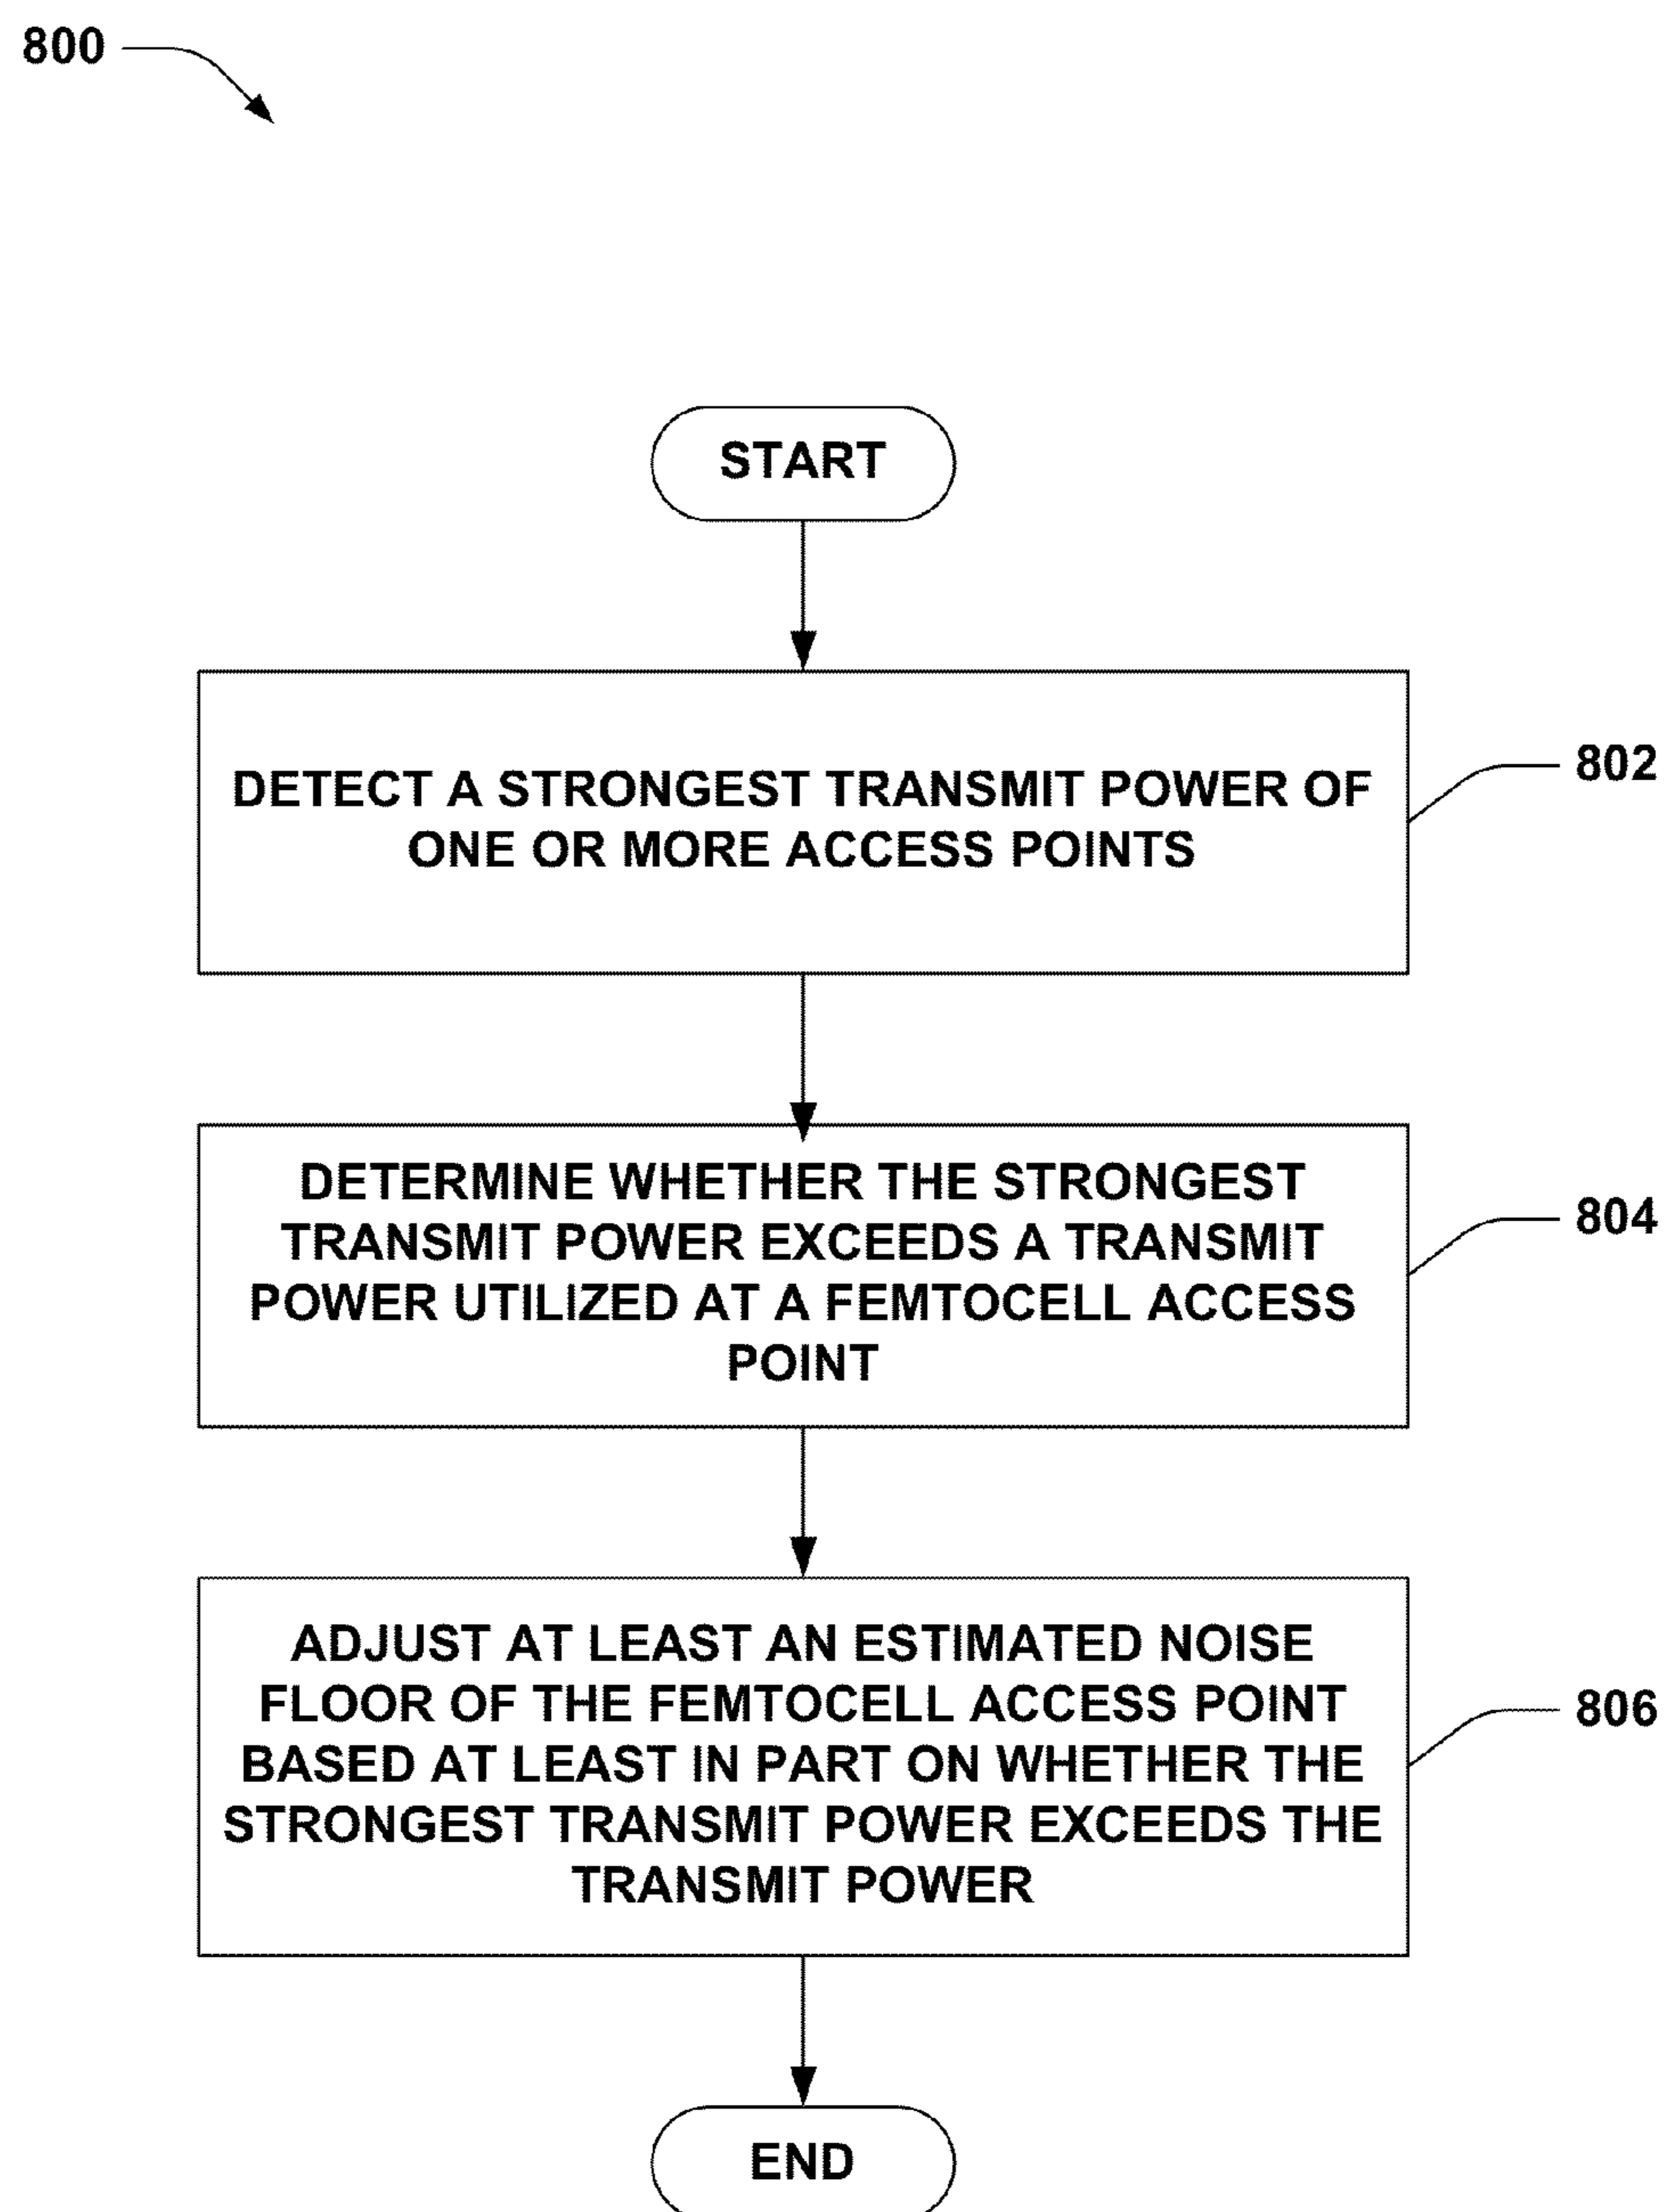 800
START
DETECT A STRONGEST TRANSMIT POWER OF
ONE OR MORE ACCESS POINTS
802
DETERMINE WHETHER THE STRONGEST
TRANSMIT POWER EXCEEDS A TRANSMIT
POWER UTILIZED AT A FEMTOCELL ACCESS
POINT
804
ADJUST AT LEAST AN ESTIMATED NOISE
FLOOR OF THE FEMTOCELL ACCESS POINT
BASED AT LEAST IN PART ON WHETHER THE
STRONGEST TRANSMIT POWER EXCEEDS THE
TRANSMIT POWER
806
END